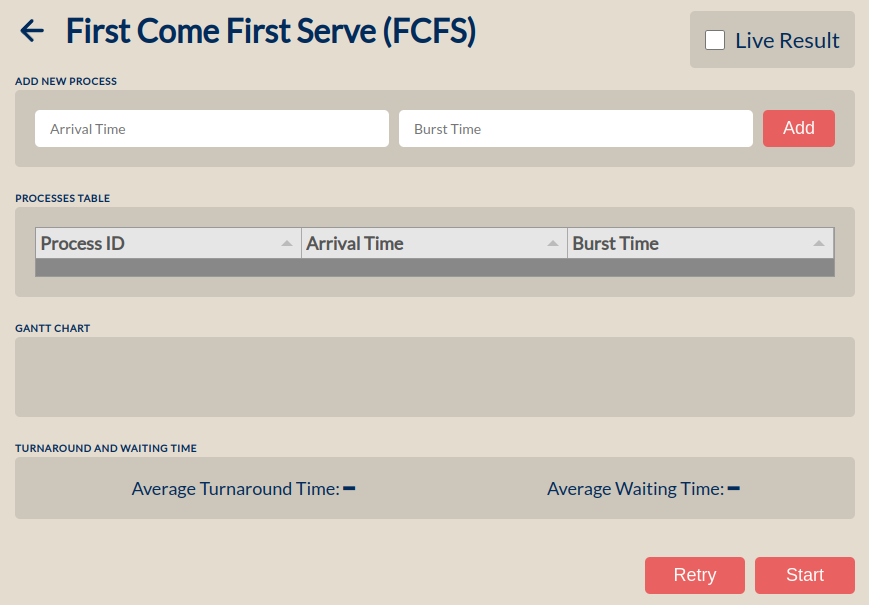 First Come First Serve (FCFS)
Live Result
ADD NEW PROCESS
Arrival Time
Burst Time
Add
PROCESSES TABLE
Process ID
Arrival Time
Burst Time
GANTT CHART
TURNAROUND AND WAITING TIME
Average Turnaround Time: -
Average Waiting Time: -
Retry
Start